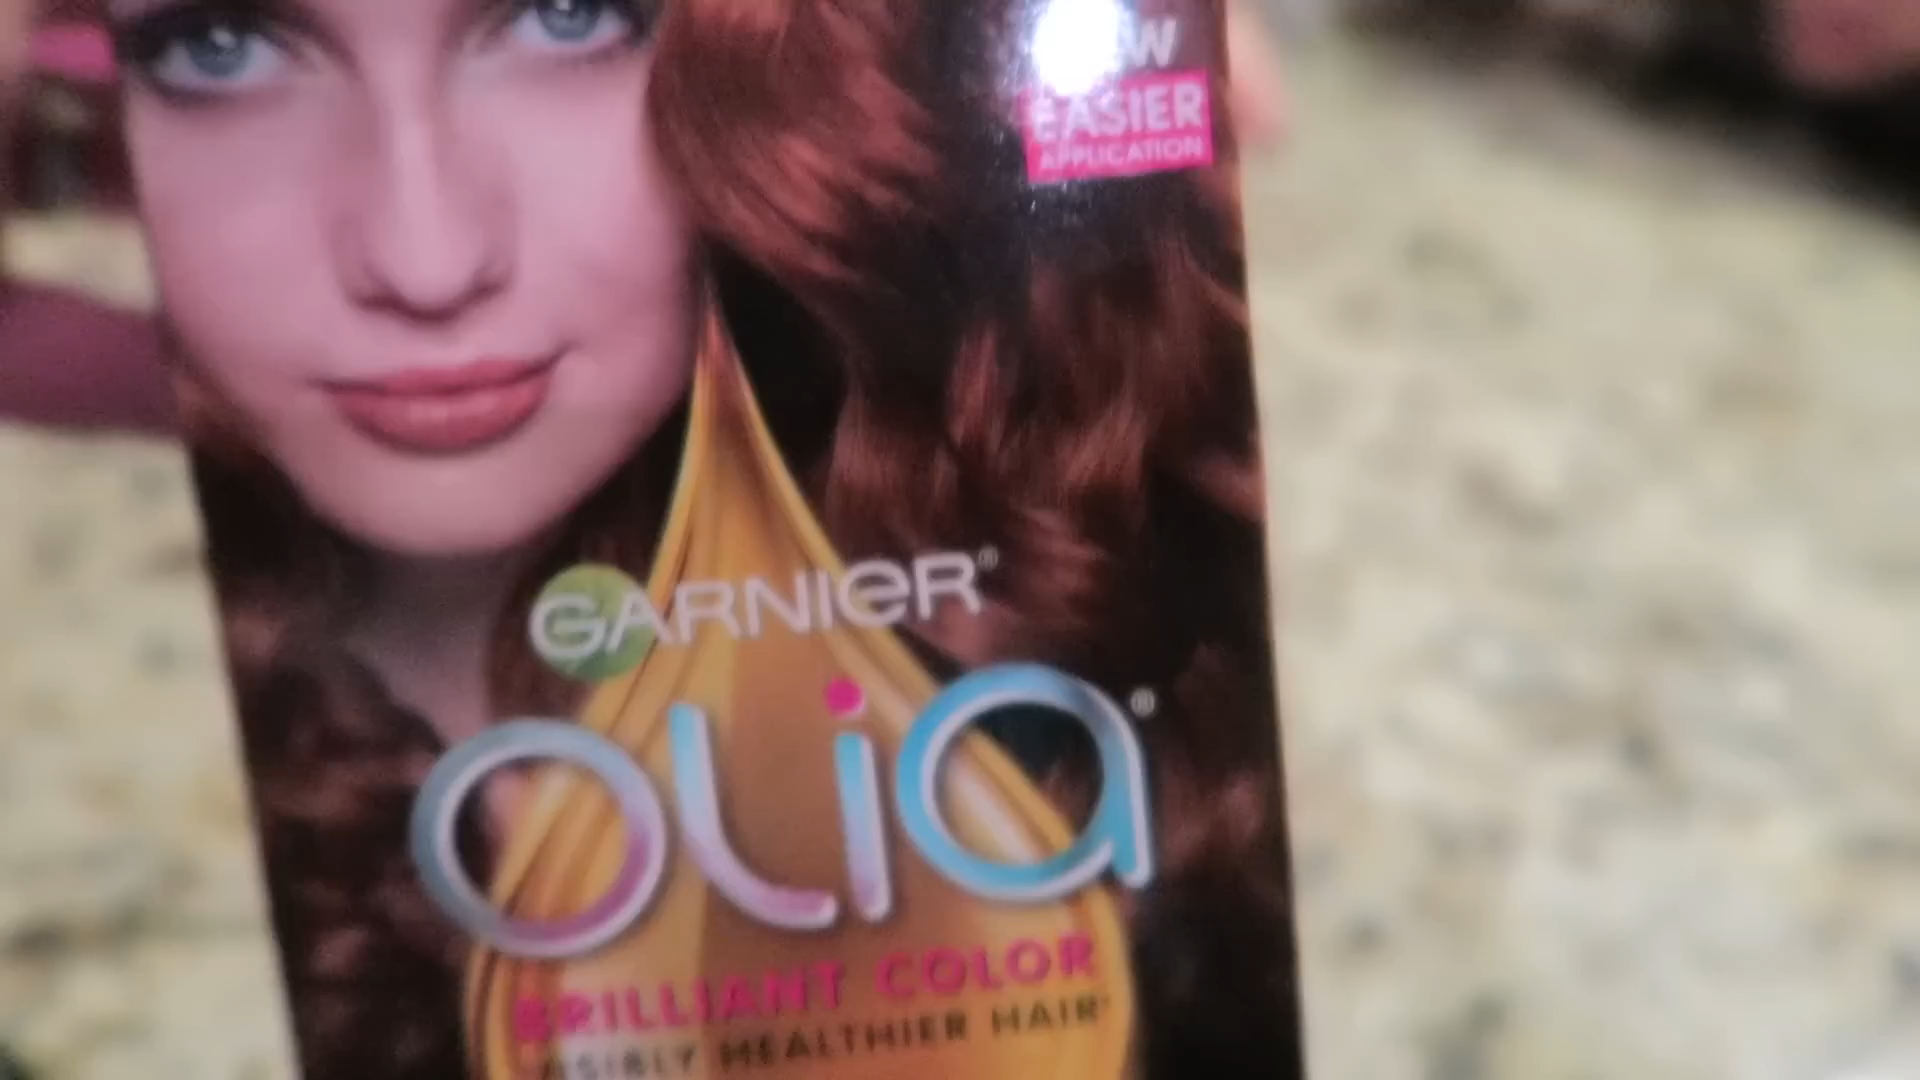 EASIER
APPLICATION
GARNIER®
OLIA®
BRILLIANT COLOR
HEALTHIER HAIR